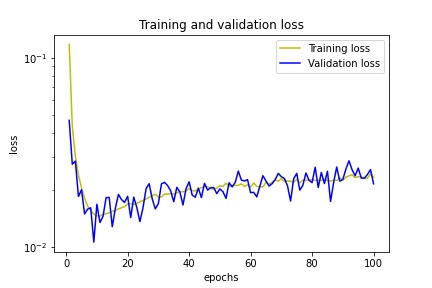 Training and validation loss
10⁻¹
10⁻²
loss
Training loss
Validation loss
0 20 40 60 80 100
epochs